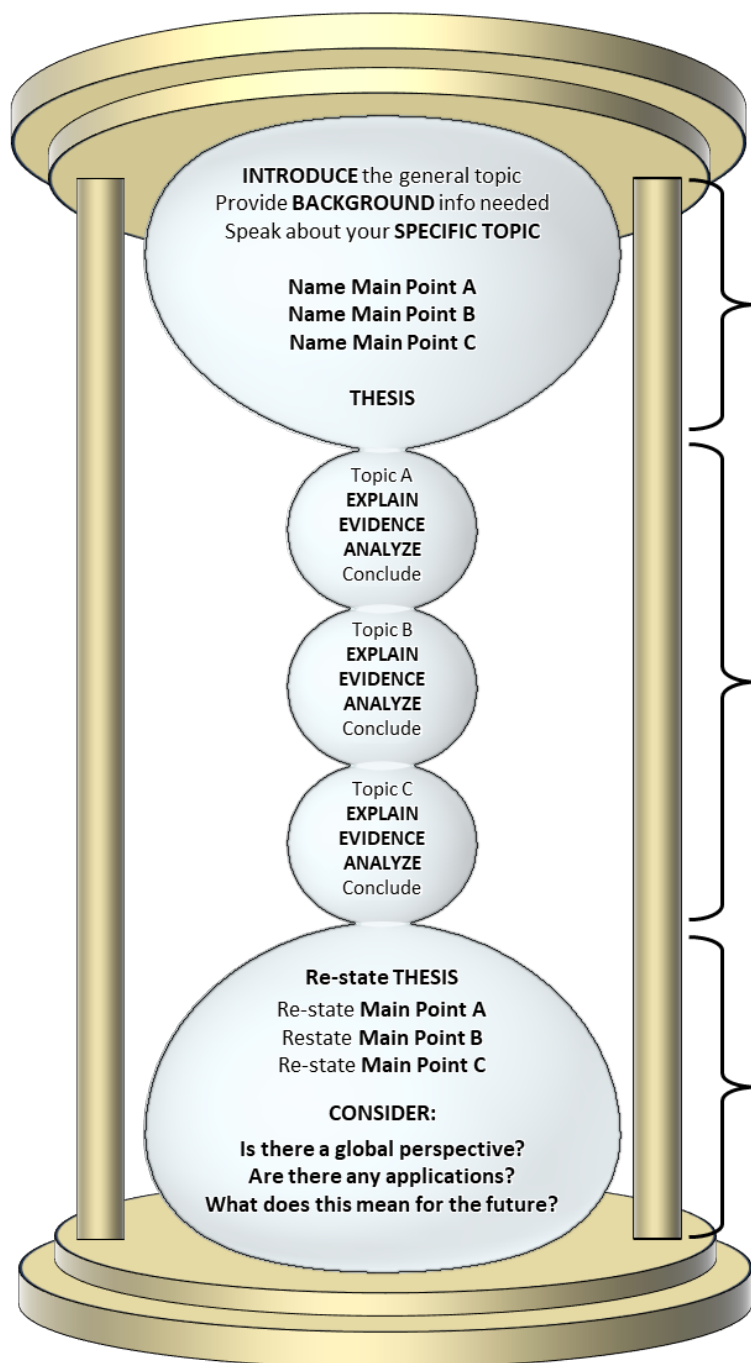 INTRODUCE the general topic
Provide BACKGROUND info needed
Speak about your SPECIFIC TOPIC
Name Main Point A
Name Main Point B
Name Main Point C
THESIS
Topic A
EXPLAIN
EVIDENCE
ANALYZE
Conclude
Topic B
EXPLAIN
EVIDENCE
ANALYZE
Conclude
Topic C
EXPLAIN
EVIDENCE
ANALYZE
Conclude
Re-state THESIS
Re-state Main Point A
Restate Main Point B
Re-state Main Point C
CONSIDER:
Is there a global perspective?
Are there any applications?
What does this mean for the future?